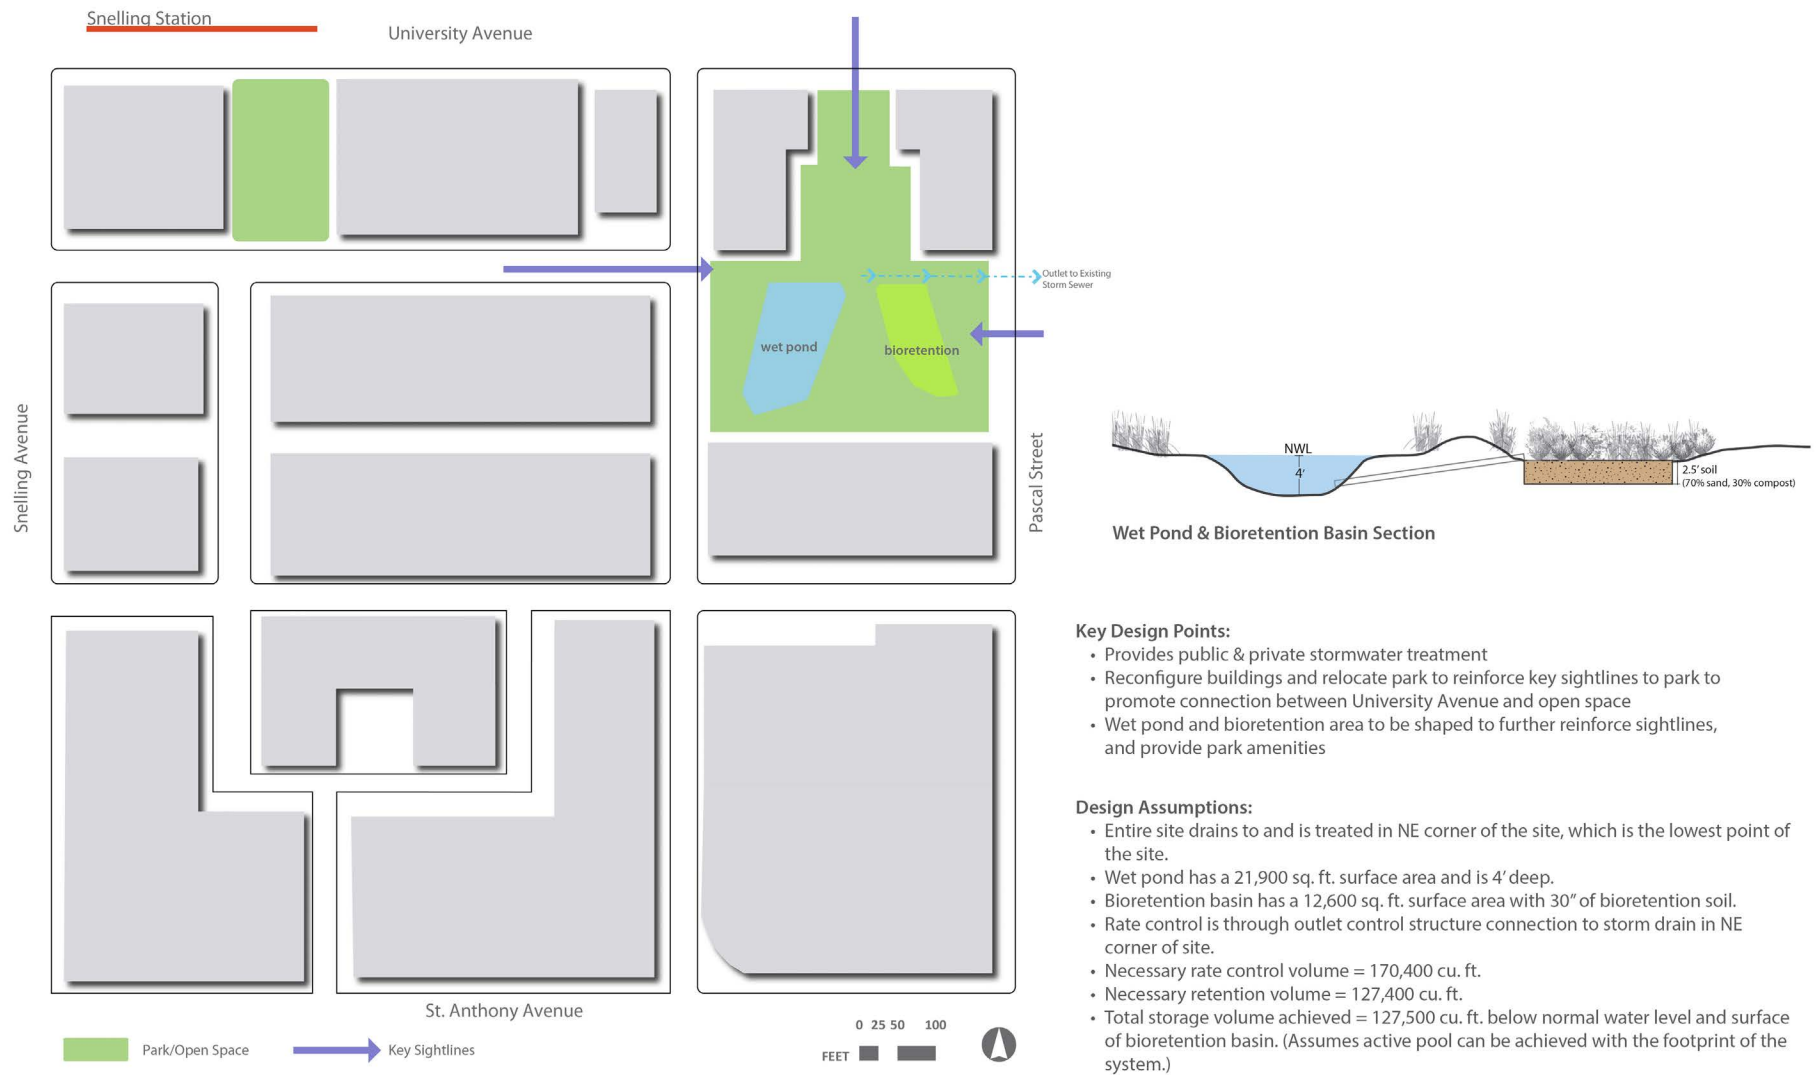 Snelling Station
University Avenue
Outlet to Existing
Storm Sewer
wet pond
bioretention
Snelling Avenue
Pascal Street
NWL
4'
2.5' soil
(70% sand, 30% compost)
Wet Pond & Bioretention Basin Section
Key Design Points:
• Provides public & private stormwater treatment
• Reconfigure buildings and relocate park to reinforce key sightlines to park to
promote connection between University Avenue and open space
• Wet pond and bioretention area to be shaped to further reinforce sightlines,
and provide park amenities
Design Assumptions:
• Entire site drains to and is treated in NE corner of the site, which is the lowest point of
the site.
• Wet pond has a 21,900 sq. ft. surface area and is 4' deep.
• Bioretention basin has a 12,600 sq. ft. surface area with 30" of bioretention soil.
• Rate control is through outlet control structure connection to storm drain in NE
corner of site.
• Necessary rate control volume = 170,400 cu. ft.
• Necessary retention volume = 127,400 cu. ft.
• Total storage volume achieved = 127,500 cu. ft. below normal water level and surface
of bioretention basin. (Assumes active pool can be achieved with the footprint of the
system.)
St. Anthony Avenue
Park/Open Space
Key Sightlines
0 25 50 100
FEET